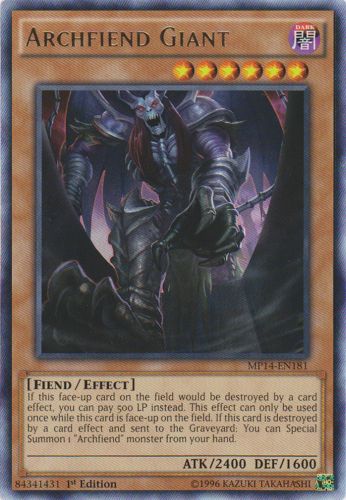 ARCHFIEND GIANT
DARK
闇
MP14-EN181
[FIEND / EFFECT]
If this face-up card on the field would be destroyed by a card
effect, you can pay 500 LP instead. This effect can only be used
once while this card is face-up on the field. If this card is destroyed
by a card effect and sent to the Graveyard: You can Special
Summon 1 "Archfiend" monster from your hand.
ATK/2400 DEF/1600
84341431 1st Edition ©1996 KAZUKI TAKAHASHI